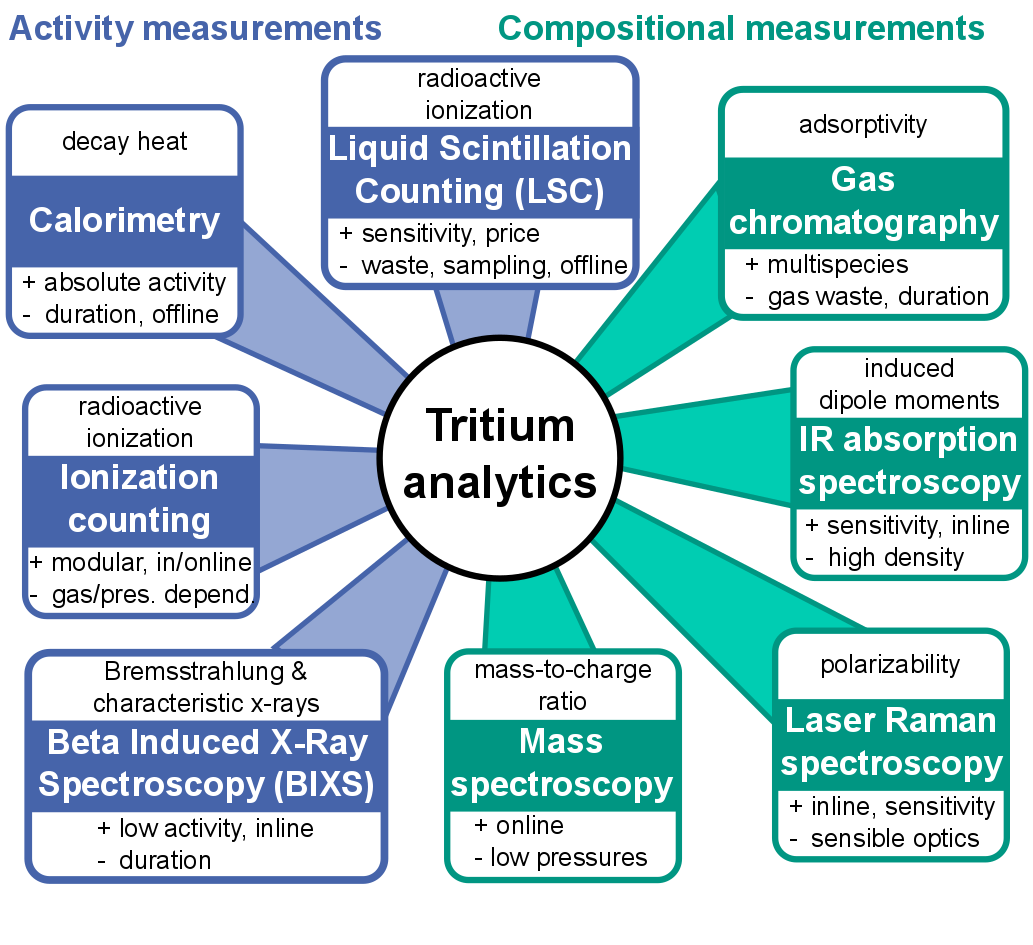 Activity measurements
Compositional measurements
decay heat
Calorimetry
+ absolute activity
- duration, offline
radioactive
ionization
Liquid Scintillation
Counting (LSC)
+ sensitivity, price
- waste, sampling, offline
adsorptivity
Gas
chromatography
+ multispecies
- gas waste, duration
radioactive
ionization
Ionization
counting
+ modular, in/online
- gas/pres. depend.
Tritium
analytics
induced
dipole moments
IR absorption
spectroscopy
+ sensitivity, inline
- high density
Bremsstrahlung &
characteristic x-rays
Beta Induced X-Ray
Spectroscopy (BIXS)
+ low activity, inline
- duration
mass-to-charge
ratio
Mass
spectroscopy
+ online
- low pressures
polarizability
Laser Raman
spectroscopy
+ inline, sensitivity
- sensible optics